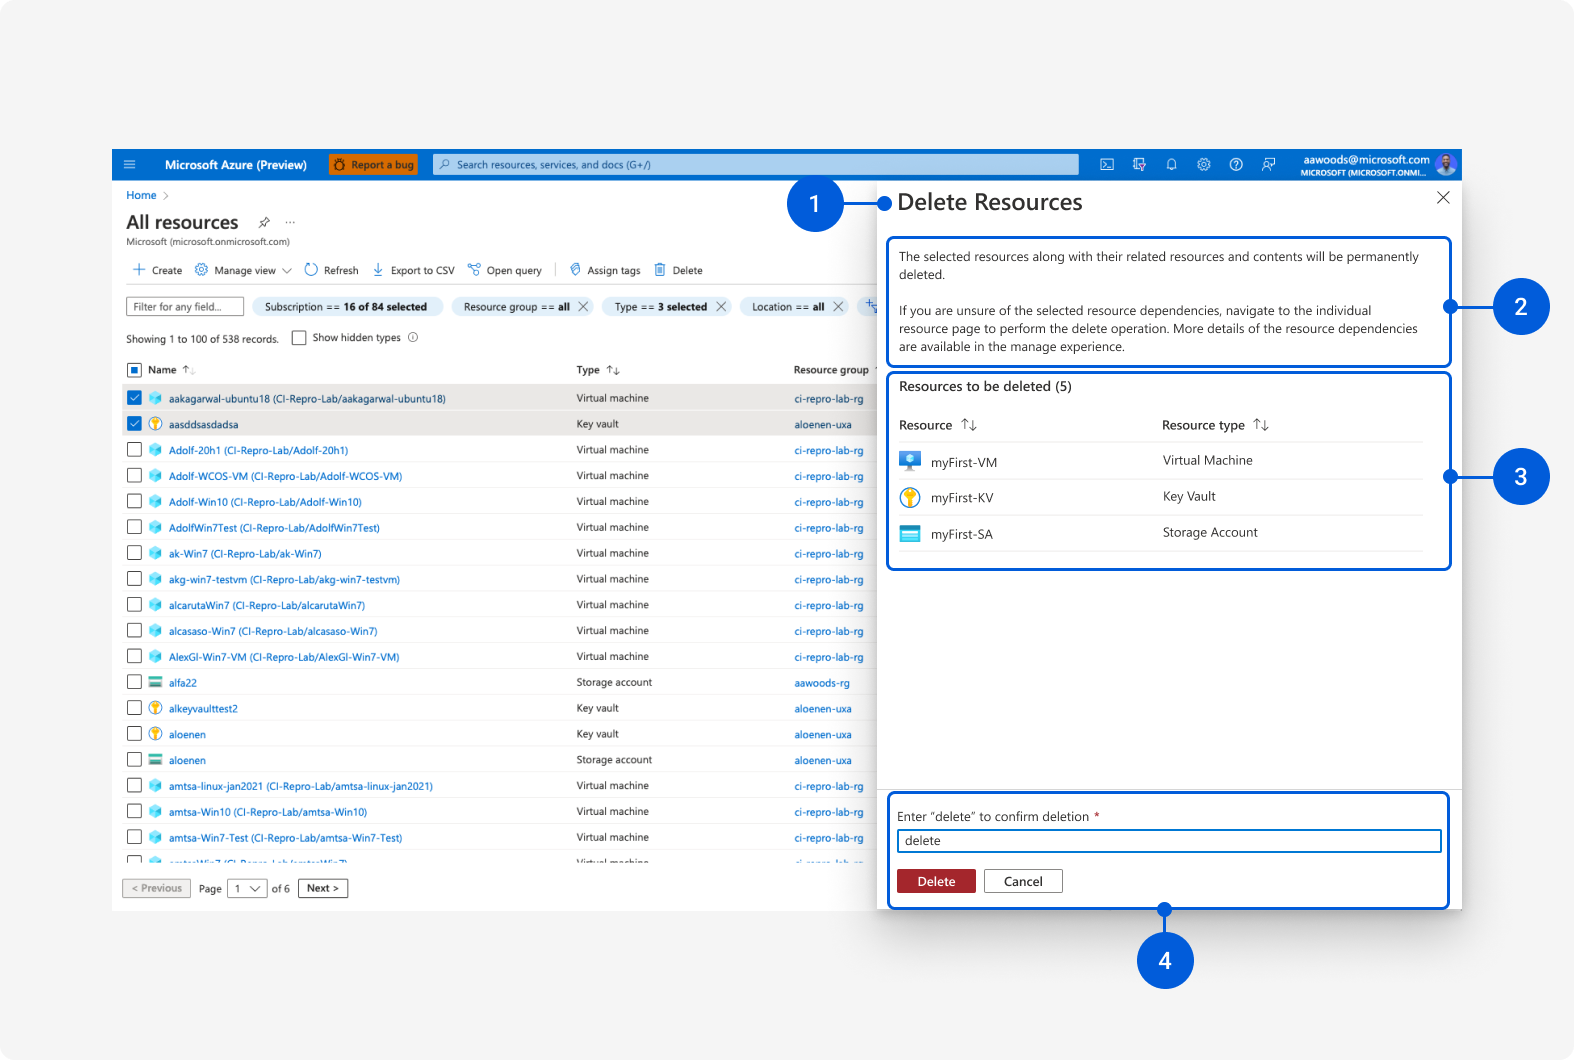 Microsoft Azure (Preview)
Report a bug
Search resources, services, and docs (G+/)
aawoods@microsoft.com
MICROSOFT (MICROSOFT.ONMI...
Home >
All resources ...
Microsoft (microsoft.onmicrosoft.com)
Create Manage view Refresh Export to CSV Open query Assign tags Delete
Filter for any field... Subscription == 16 of 84 selected Resource group == all Type == 3 selected Location == all
Showing 1 to 100 of 538 records. Show hidden types
Name Type Resource group
aakagarwal-ubuntu18 (CI-Repro-Lab/aakagarwal-ubuntu18) Virtual machine ci-repro-lab-rg
aasddsasdadsa Key vault aloenen-uxa
Adolf-20h1 (CI-Repro-Lab/Adolf-20h1) Virtual machine ci-repro-lab-rg
Adolf-WCOS-VM (CI-Repro-Lab/Adolf-WCOS-VM) Virtual machine ci-repro-lab-rg
Adolf-Win10 (CI-Repro-Lab/Adolf-Win10) Virtual machine ci-repro-lab-rg
AdolfWin7Test (CI-Repro-Lab/AdolfWin7Test) Virtual machine ci-repro-lab-rg
ak-Win7 (CI-Repro-Lab/ak-Win7) Virtual machine ci-repro-lab-rg
akg-win7-testvm (CI-Repro-Lab/akg-win7-testvm) Virtual machine ci-repro-lab-rg
alcarutaWin7 (CI-Repro-Lab/alcarutaWin7) Virtual machine ci-repro-lab-rg
alcasaso-Win7 (CI-Repro-Lab/alcasaso-Win7) Virtual machine ci-repro-lab-rg
AlexGl-Win7-VM (CI-Repro-Lab/AlexGl-Win7-VM) Virtual machine ci-repro-lab-rg
alfa22 Storage account aawoods-rg
alkeyvaulttest2 Key vault aloenen-uxa
aloenen Key vault aloenen-uxa
aloenen Storage account aloenen-uxa
amtsa-linux-jan2021 (CI-Repro-Lab/amtsa-linux-jan2021) Virtual machine ci-repro-lab-rg
amtsa-Win10 (CI-Repro-Lab/amtsa-Win10) Virtual machine ci-repro-lab-rg
amtsa-Win7-Test (CI-Repro-Lab/amtsa-Win7-Test) Virtual machine ci-repro-lab-rg
< Previous Page 1 of 6 Next >
1
Delete Resources
The selected resources along with their related resources and contents will be permanently
deleted.
If you are unsure of the selected resource dependencies, navigate to the individual
resource page to perform the delete operation. More details of the resource dependencies
are available in the manage experience.
2
Resources to be deleted (5)
Resource Resource type
myFirst-VM Virtual Machine
myFirst-KV Key Vault
myFirst-SA Storage Account
3
Enter “delete” to confirm deletion *
delete
Delete Cancel
4